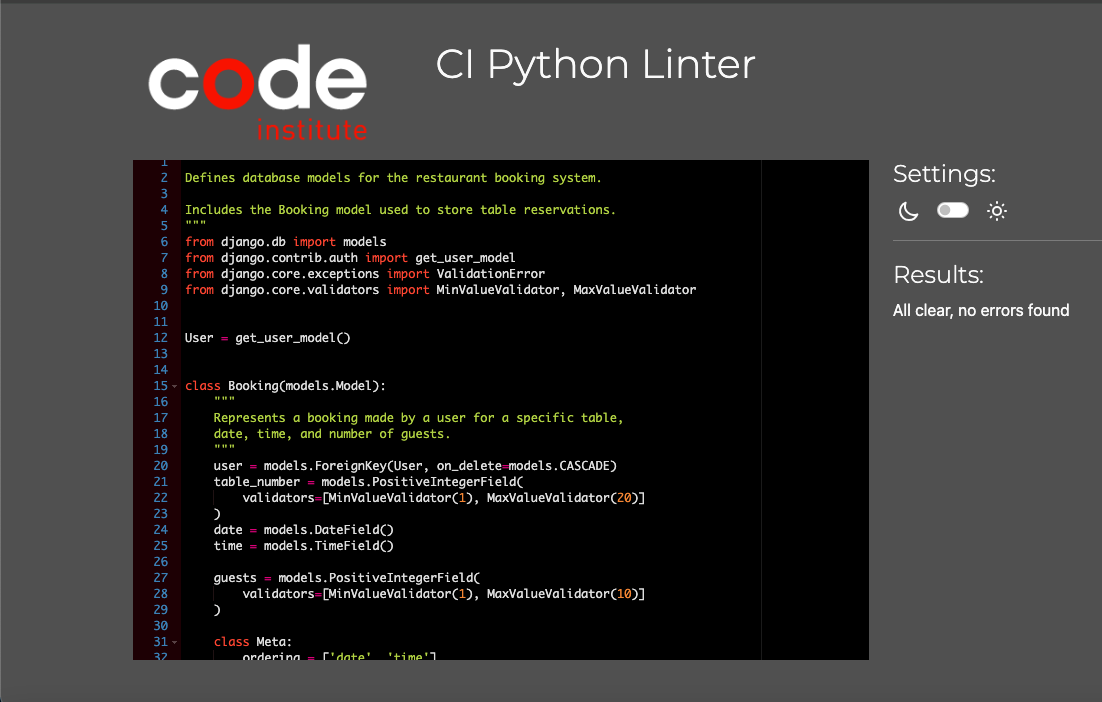 code
institute
CI Python Linter
1
2 Defines database models for the restaurant booking system.
3
4 Includes the Booking model used to store table reservations.
5 """
6 from django.db import models
7 from django.contrib.auth import get_user_model
8 from django.core.exceptions import ValidationError
9 from django.core.validators import MinValueValidator, MaxValueValidator
10
11
12 User = get_user_model()
13
14
15 class Booking(models.Model):
16     """
17     Represents a booking made by a user for a specific table,
18     date, time, and number of guests.
19     """
20     user = models.ForeignKey(User, on_delete=models.CASCADE)
21     table_number = models.PositiveIntegerField(
22         validators=[MinValueValidator(1), MaxValueValidator(20)]
23     )
24     date = models.DateField()
25     time = models.TimeField()
26
27     guests = models.PositiveIntegerField(
28         validators=[MinValueValidator(1), MaxValueValidator(10)]
29     )
30
31     class Meta:
32         ordering = ['date', 'time']
Settings:
Results:
All clear, no errors found